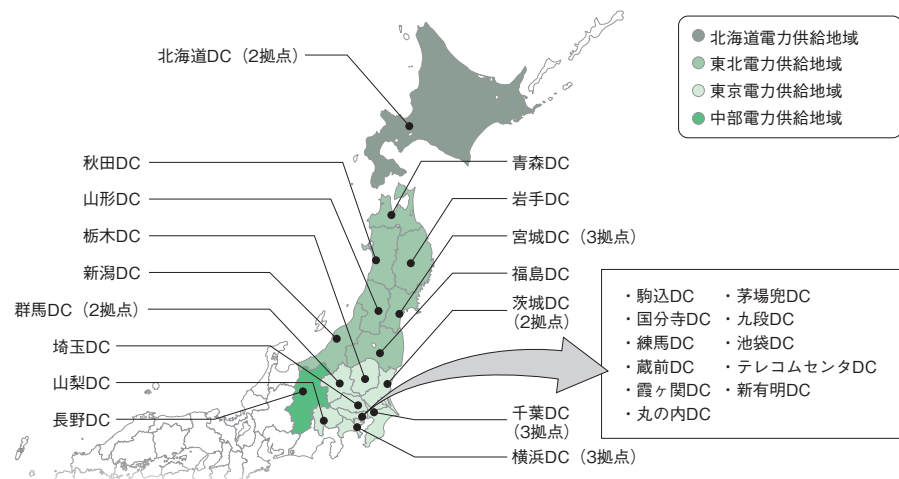 北海道DC（2拠点）
秋田DC
山形DC
栃木DC
新潟DC
群馬DC（2拠点）
埼玉DC
山梨DC
長野DC
青森DC
岩手DC
宮城DC（3拠点）
福島DC
茨城DC
（2拠点）
千葉DC
（3拠点）
横浜DC（3拠点）
北海道電力供給地域
東北電力供給地域
東京電力供給地域
中部電力供給地域
・駒込DC ・茅場兜DC
・国分寺DC ・九段DC
・練馬DC ・池袋DC
・蔵前DC ・テレコムセンタDC
・霞ヶ関DC ・新有明DC
・丸の内DC